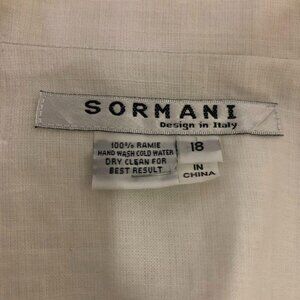 SORMANI
Design in Italy
100% RAMIE
HAND WASH COLD WATER
DRY CLEAN FOR
BEST RESULT
18
IN
CHINA